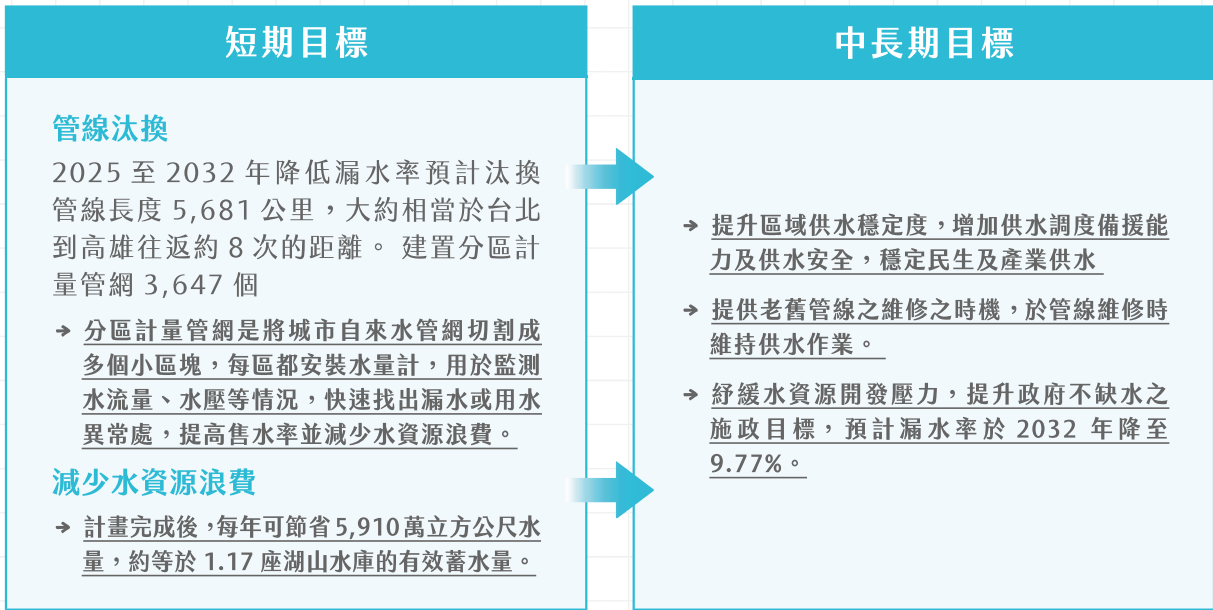 短期目標
管線汰換
2025 至 2032 年降低漏水率預計汰換
管線長度 5,681 公里，大約相當於台北
到高雄往返約 8 次的距離。 建置分區計
量管網 3,647 個
→ 分區計量管網是將城市自來水管網切割成
多個小區塊，每區都安裝水量計，用於監測
水流量、水壓等情況，快速找出漏水或用水
異常處，提高售水率並減少水資源浪費。
減少水資源浪費
→ 計畫完成後，每年可節省 5,910 萬立方公尺水
量，約等於 1.17 座湖山水庫的有效蓄水量。
中長期目標
→ 提升區域供水穩定度，增加供水調度備援能
力及供水安全，穩定民生及產業供水
→ 提供老舊管線之維修之時機，於管線維修時
維持供水作業。
→ 紓緩水資源開發壓力，提升政府不缺水之
施政目標，預計漏水率於 2032 年降至
9.77%。